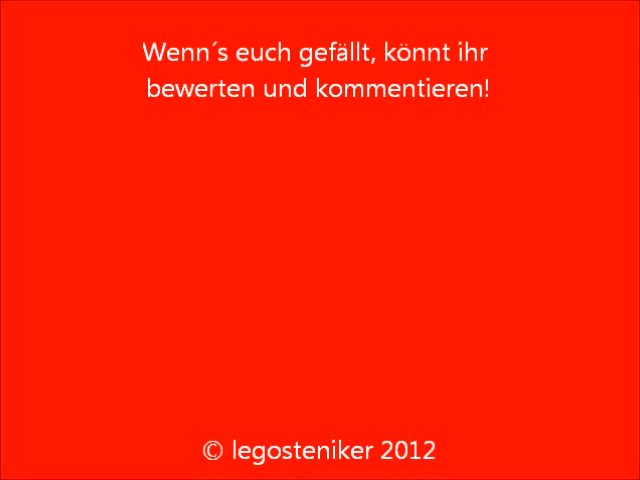 Wenn´s euch gefällt, könnt ihr
bewerten und kommentieren!
© legosteniker 2012